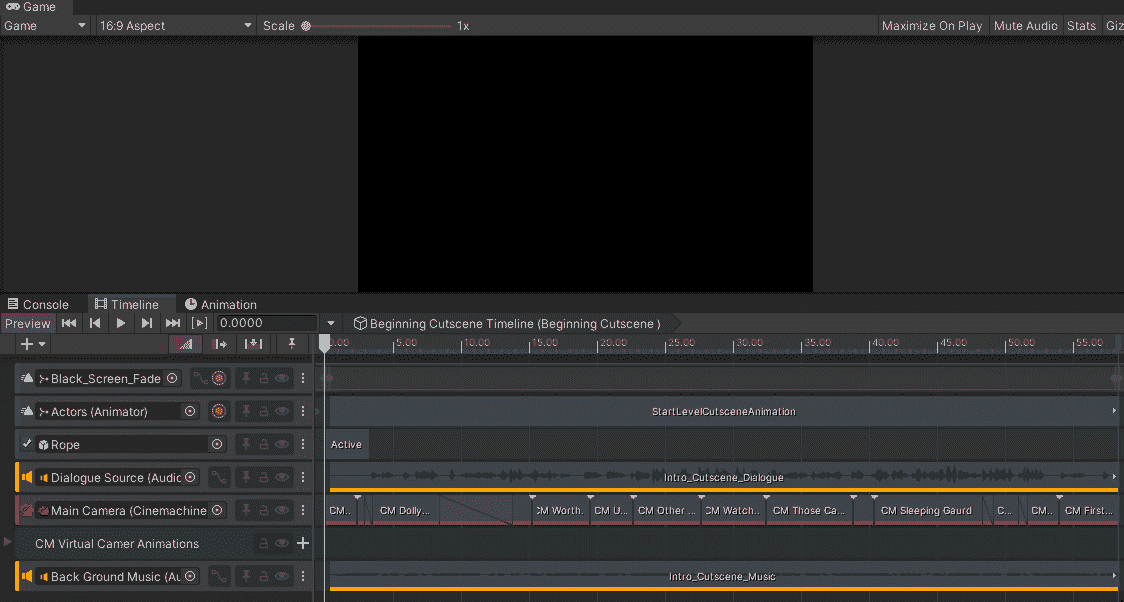 Game
Game 16:9 Aspect Scale 1x Maximize On Play Mute Audio Stats Giz
Console Timeline Animation
Preview 0.0000 Beginning Cutscene Timeline (Beginning Cutscene )
0:00 5:00 10:00 15:00 20:00 25:00 30:00 35:00 40:00 45:00 50:00 55:00
Black_Screen_Fade
Actors (Animator) StartLevelCutsceneAnimation
Rope Active
Dialogue Source (Audic Intro_Cutscene_Dialogue
Main Camera (Cinemachine CM.. CM Dolly... CM Worth. CM U... CM Other ... CM Watch.. CM Those Ca... CM Sleeping Gaurd C... CM.. CM First...
CM Virtual Camer Animations
Back Ground Music (Au Intro_Cutscene_Music